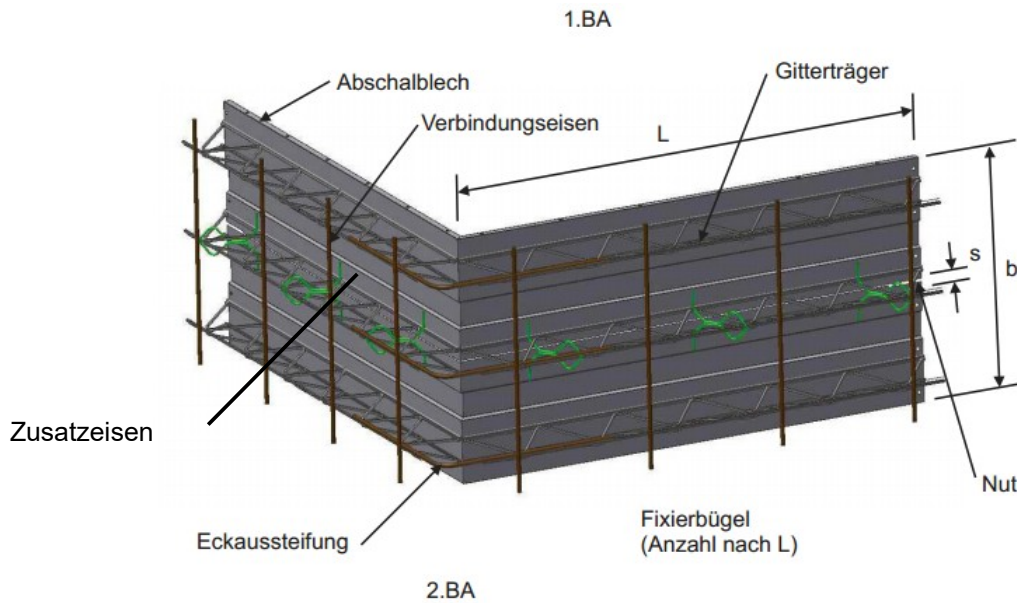 1.BA
Abschalblech
Gitterträger
Verbindungseisen
L
s
b
Zusatzeisen
Nut
Fixierbügel
(Anzahl nach L)
Eckaussteifung
2.BA